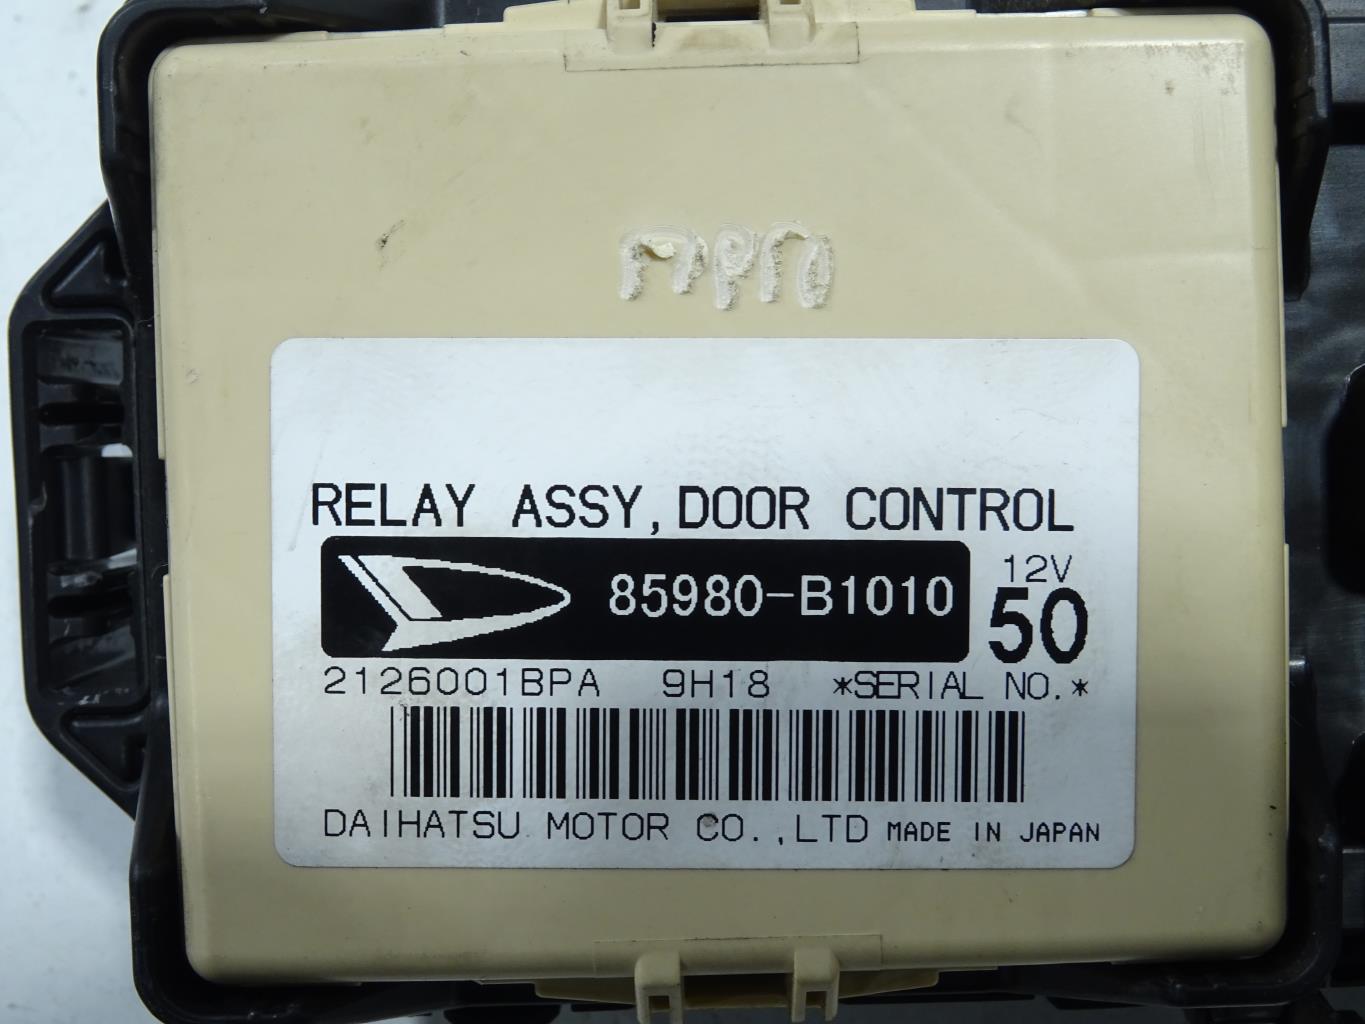 RELAY ASSY, DOOR CONTROL
85980-B1010
12V
50
2126001BPA 9H18 *SERIAL NO.*
DAIHATSU MOTOR CO.,LTD MADE IN JAPAN